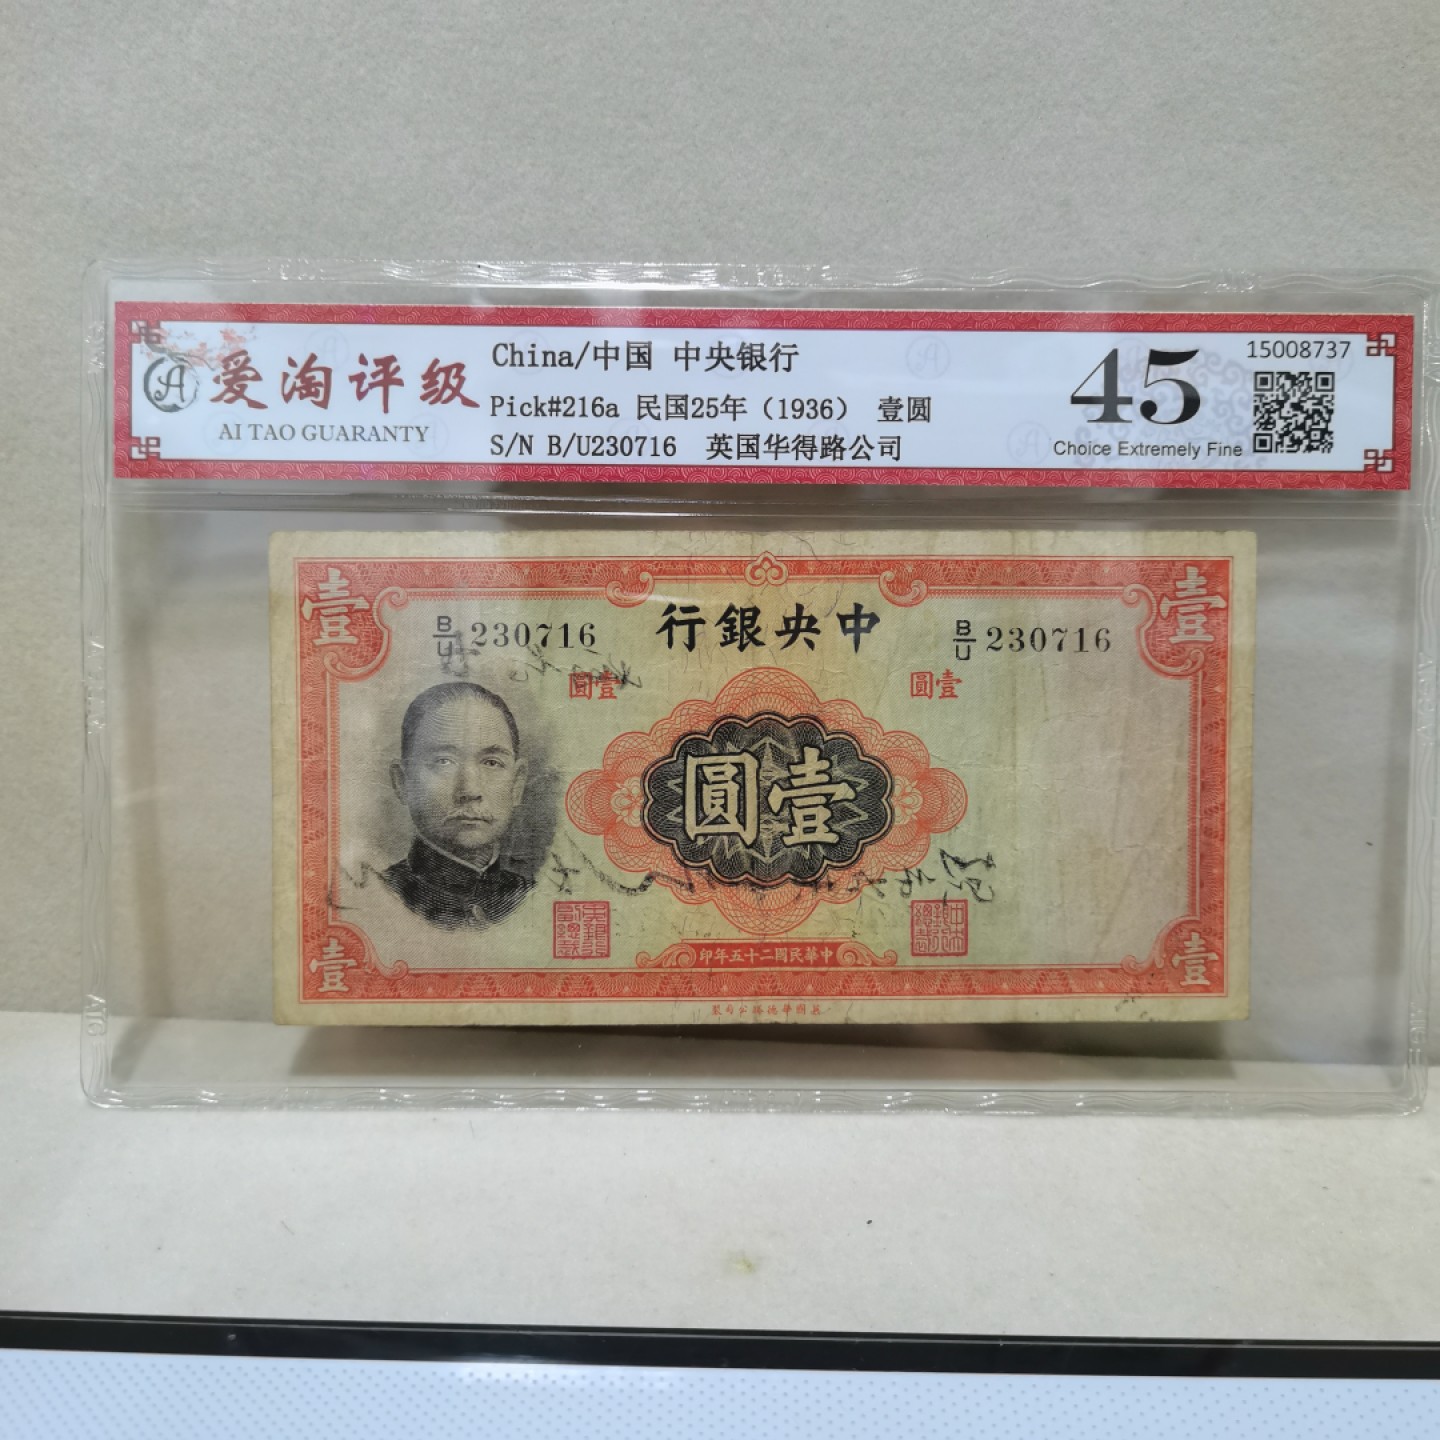 爱淘评级
AI TAO GUARANTY
China/中国 中央银行
Pick#216a 民国25年（1936） 壹圆
S/N B/U230716 英国华得路公司
45
Choice Extremely Fine
15008737
壹
壹
B/U 230716
行銀央中
B/U 230716
圓壹
圓壹
圓壹
壹
印年五十二國民華中
壹